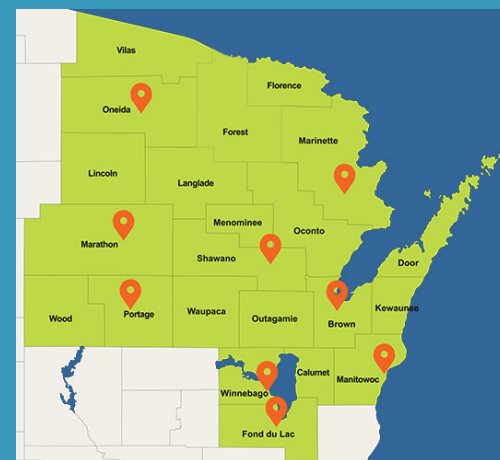 Vilas
Florence
Oneida
Forest
Marinette
Lincoln
Langlade
Menominee
Oconto
Marathon
Shawano
Door
Wood
Portage
Waupaca
Outagamie
Brown
Kewaunee
Calumet
Manitowoc
Winnebago
Fond du Lac